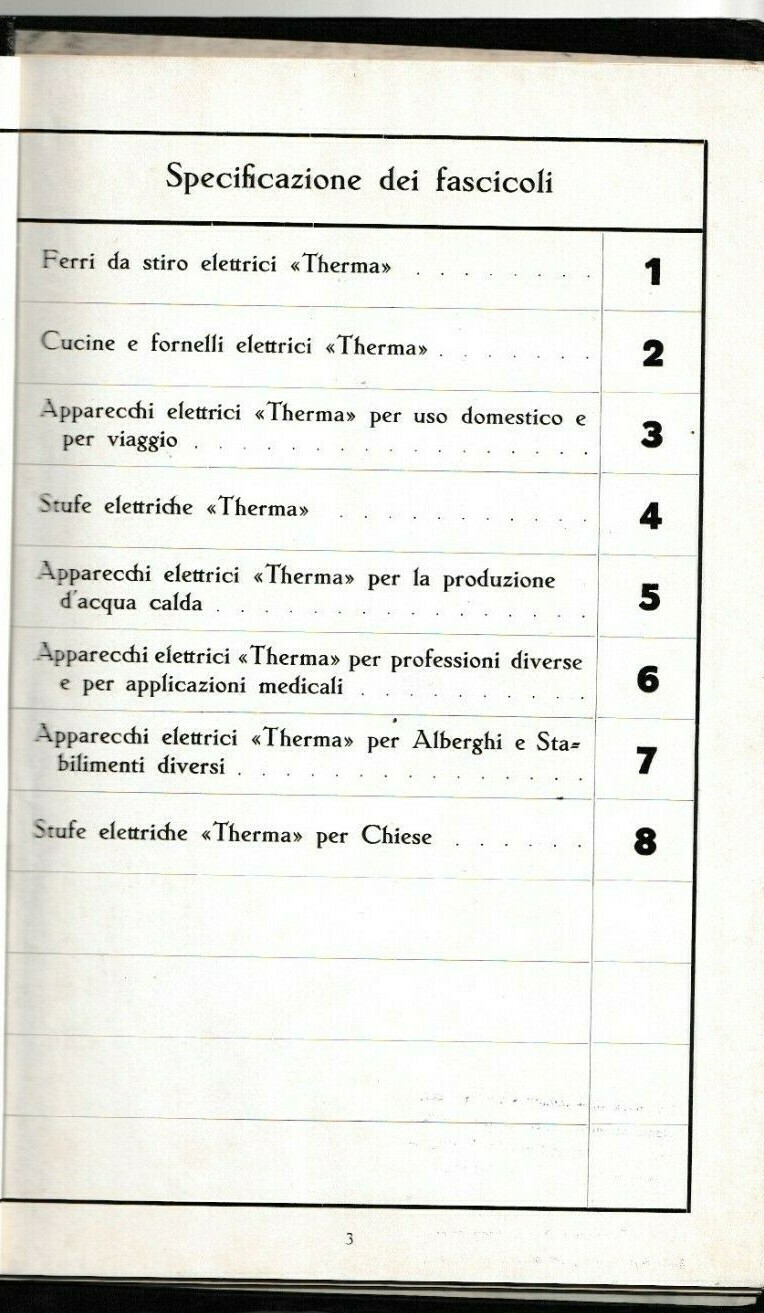 Specificazione dei fascicoli
Ferri da stiro elettrici «Therma» . . . . . . . . 1
Cucine e fornelli elettrici «Therma» . . . . . . . 2
Apparecchi elettrici «Therma» per uso domestico e
per viaggio . . . . . . . . . . . . . . . . . 3
Stufe elettriche «Therma» . . . . . . . . . . . 4
Apparecchi elettrici «Therma» per la produzione
d'acqua calda . . . . . . . . . . . . . . . . 5
Apparecchi elettrici «Therma» per professioni diverse
e per applicazioni medicali . . . . . . . . . . 6
Apparecchi elettrici «Therma» per Alberghi e Sta=
bilimenti diversi . . . . . . . . . . . . . . . 7
Stufe elettriche «Therma» per Chiese . . . . . . 8
3